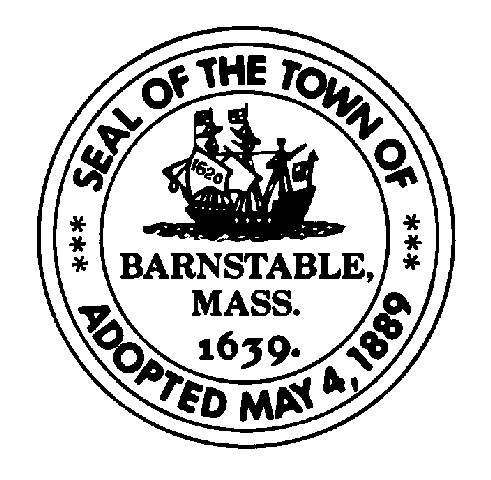 SEAL OF THE TOWN OF
1620
BARNSTABLE,
MASS.
1639.
ADOPTED MAY 4, 1889